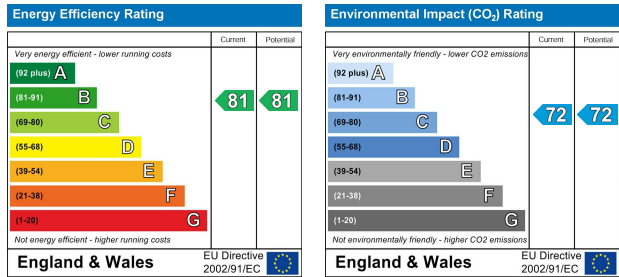 Energy Efficiency Rating
Current Potential
Very energy efficient - lower running costs
(92 plus) A
(81-91) B
81 81
(69-80) C
(55-68) D
(39-54) E
(21-38) F
(1-20) G
Not energy efficient - higher running costs
England & Wales
EU Directive
2002/91/EC
Environmental Impact (CO₂) Rating
Current Potential
Very environmentally friendly - lower CO2 emissions
(92 plus) A
(81-91) B
(69-80) C
72 72
(55-68) D
(39-54) E
(21-38) F
(1-20) G
Not environmentally friendly - higher CO2 emissions
England & Wales
EU Directive
2002/91/EC